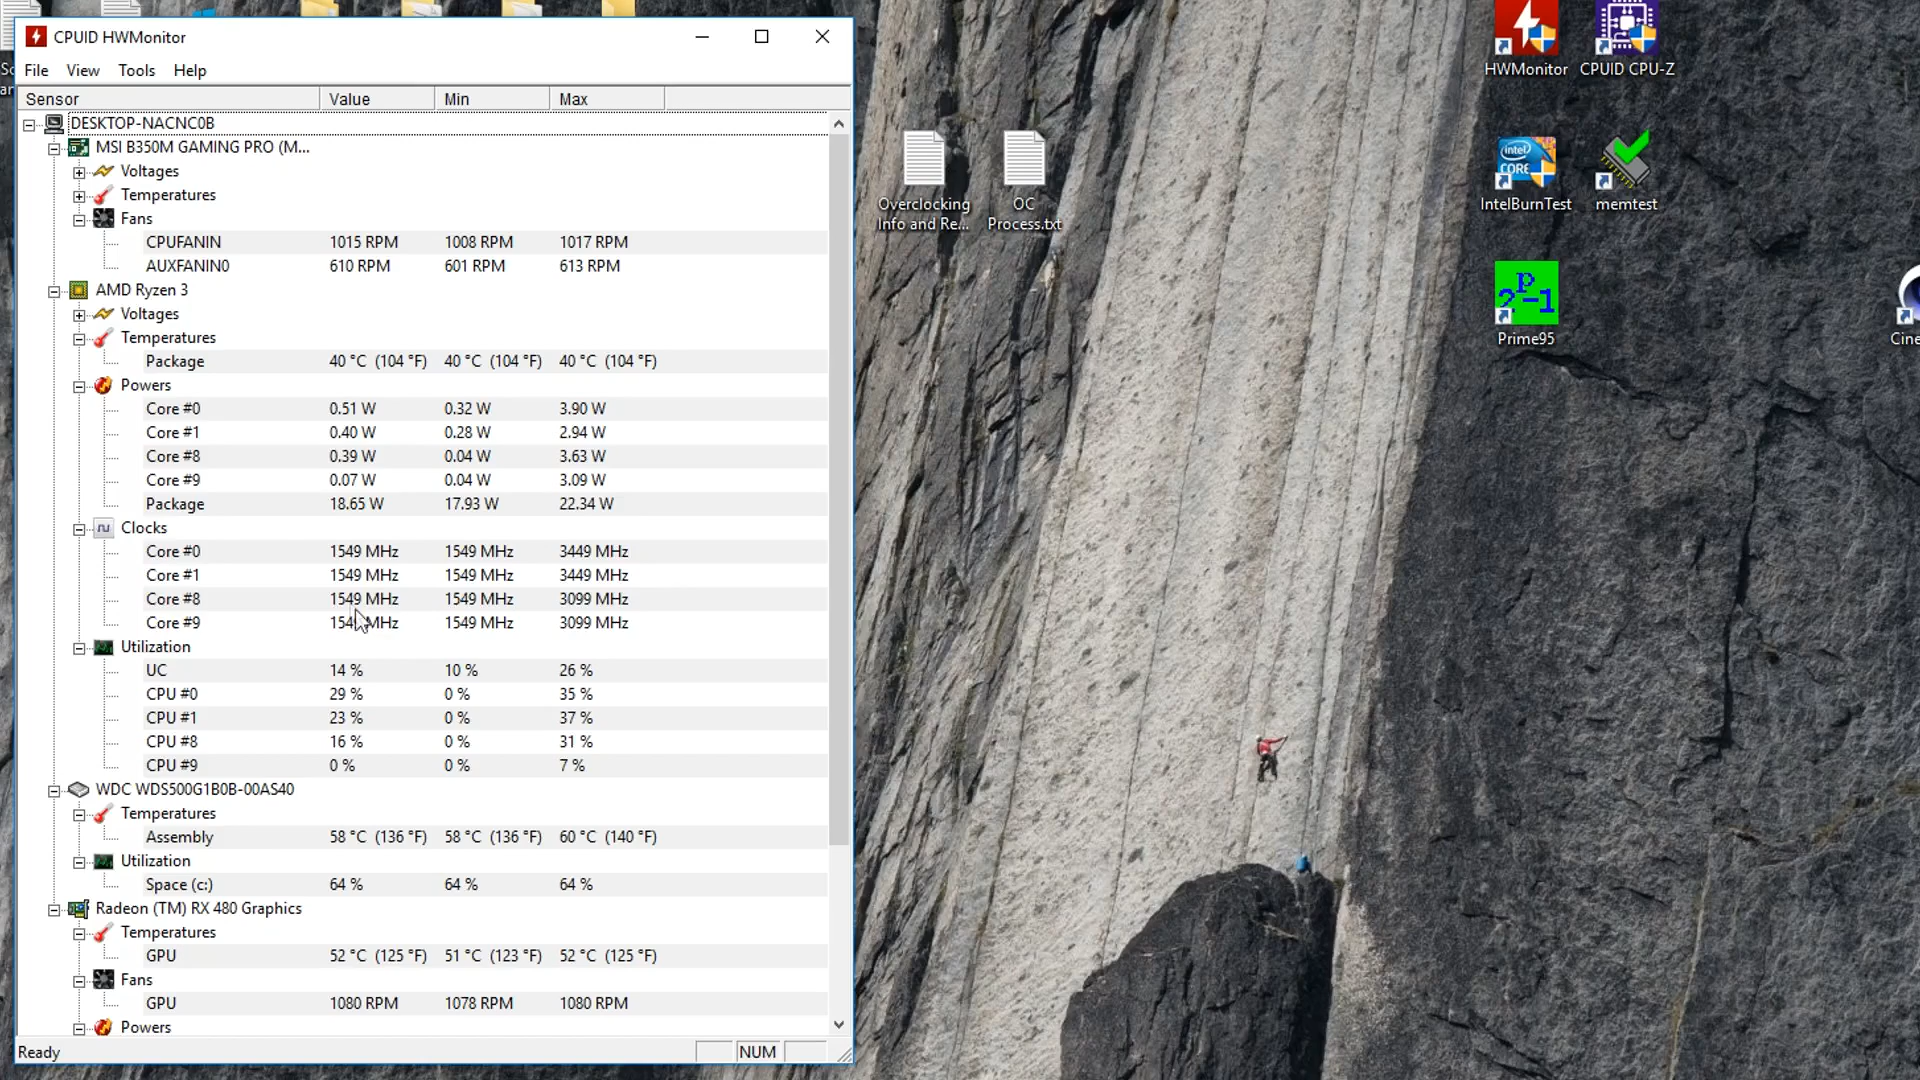 CPUID HWMonitor
File View Tools Help
Sensor Value Min Max
DESKTOP-NACNC0B
MSI B350M GAMING PRO (M...
Voltages
Temperatures
Fans
CPUFANIN 1015 RPM 1008 RPM 1017 RPM
AUXFANIN0 610 RPM 601 RPM 613 RPM
AMD Ryzen 3
Voltages
Temperatures
Package 40 °C (104 °F) 40 °C (104 °F) 40 °C (104 °F)
Powers
Core #0 0.51 W 0.32 W 3.90 W
Core #1 0.40 W 0.28 W 2.94 W
Core #8 0.39 W 0.04 W 3.63 W
Core #9 0.07 W 0.04 W 3.09 W
Package 18.65 W 17.93 W 22.34 W
Clocks
Core #0 1549 MHz 1549 MHz 3449 MHz
Core #1 1549 MHz 1549 MHz 3449 MHz
Core #8 1549 MHz 1549 MHz 3099 MHz
Core #9 1549 MHz 1549 MHz 3099 MHz
Utilization
UC 14 % 10 % 26 %
CPU #0 29 % 0 % 35 %
CPU #1 23 % 0 % 37 %
CPU #8 16 % 0 % 31 %
CPU #9 0 % 0 % 7 %
WDC WDS500G1B0B-00AS40
Temperatures
Assembly 58 °C (136 °F) 58 °C (136 °F) 60 °C (140 °F)
Utilization
Space (c:) 64 % 64 % 64 %
Radeon (TM) RX 480 Graphics
Temperatures
GPU 52 °C (125 °F) 51 °C (123 °F) 52 °C (125 °F)
Fans
GPU 1080 RPM 1078 RPM 1080 RPM
Powers
Ready NUM
Overclocking
Info and Re...
OC
Process.txt
HWMonitor
CPUID CPU-Z
intel
CORE
IntelBurnTest
memtest
2ᵖ-1
Prime95
Cine